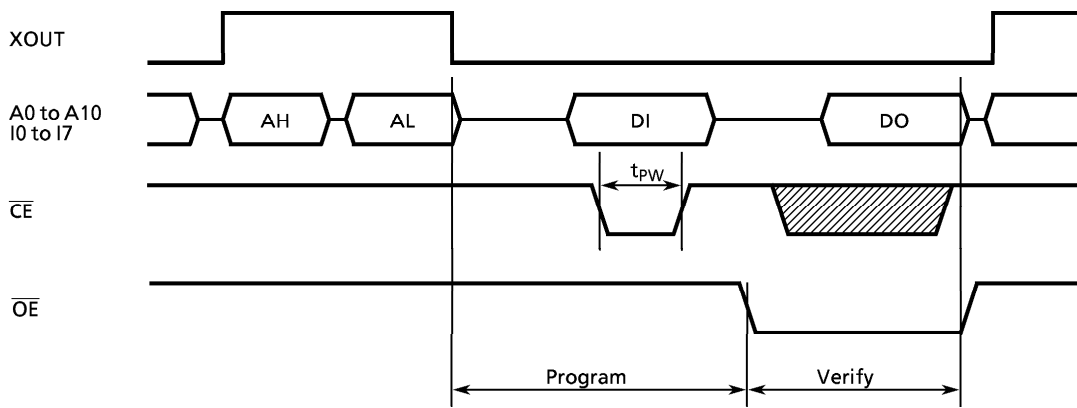 XOUT
A0 to A10
I0 to I7
AH
AL
DI
DO
tPW
CE
OE
Program
Verify